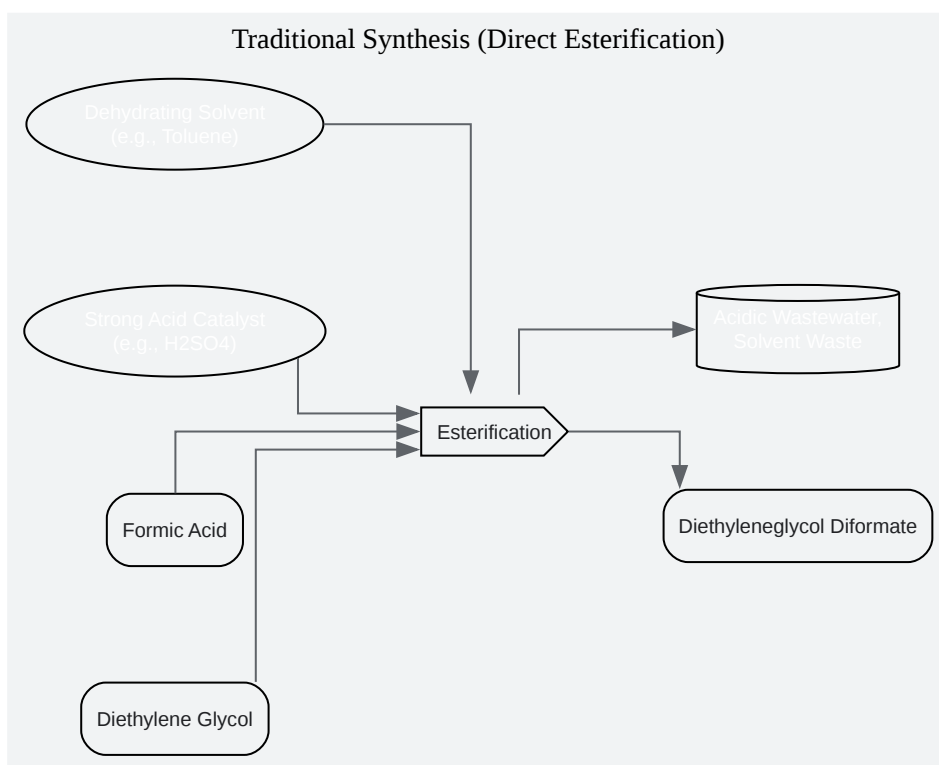 Traditional Synthesis (Direct Esterification)
Dehydrating Solvent
(e.g., Toluene)
Strong Acid Catalyst
(e.g., H2SO4)
Acidic Wastewater,
Solvent Waste
Esterification
Formic Acid
Diethyleneglycol Diformate
Diethylene Glycol